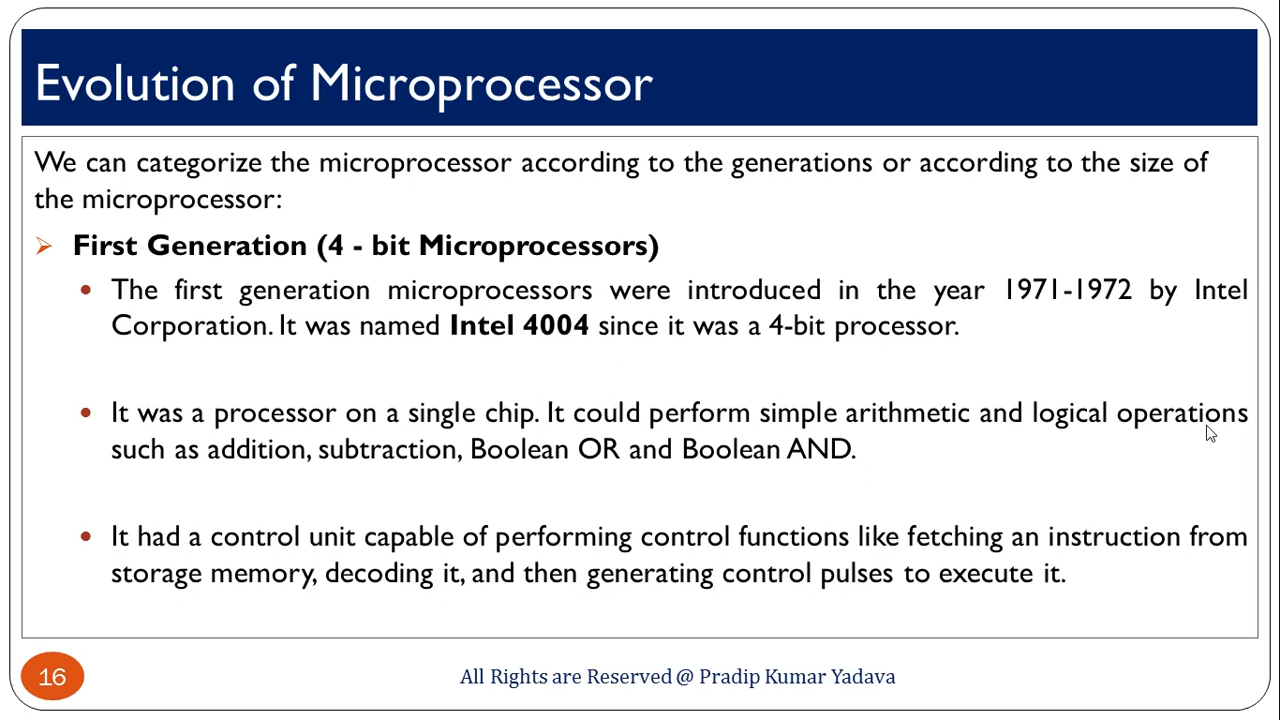 Evolution of Microprocessor
We can categorize the microprocessor according to the generations or according to the size of
the microprocessor:
First Generation (4 - bit Microprocessors)
The first generation microprocessors were introduced in the year 1971-1972 by Intel
Corporation. It was named Intel 4004 since it was a 4-bit processor.
It was a processor on a single chip. It could perform simple arithmetic and logical operations
such as addition, subtraction, Boolean OR and Boolean AND.
It had a control unit capable of performing control functions like fetching an instruction from
storage memory, decoding it, and then generating control pulses to execute it.
16
All Rights are Reserved @ Pradip Kumar Yadava